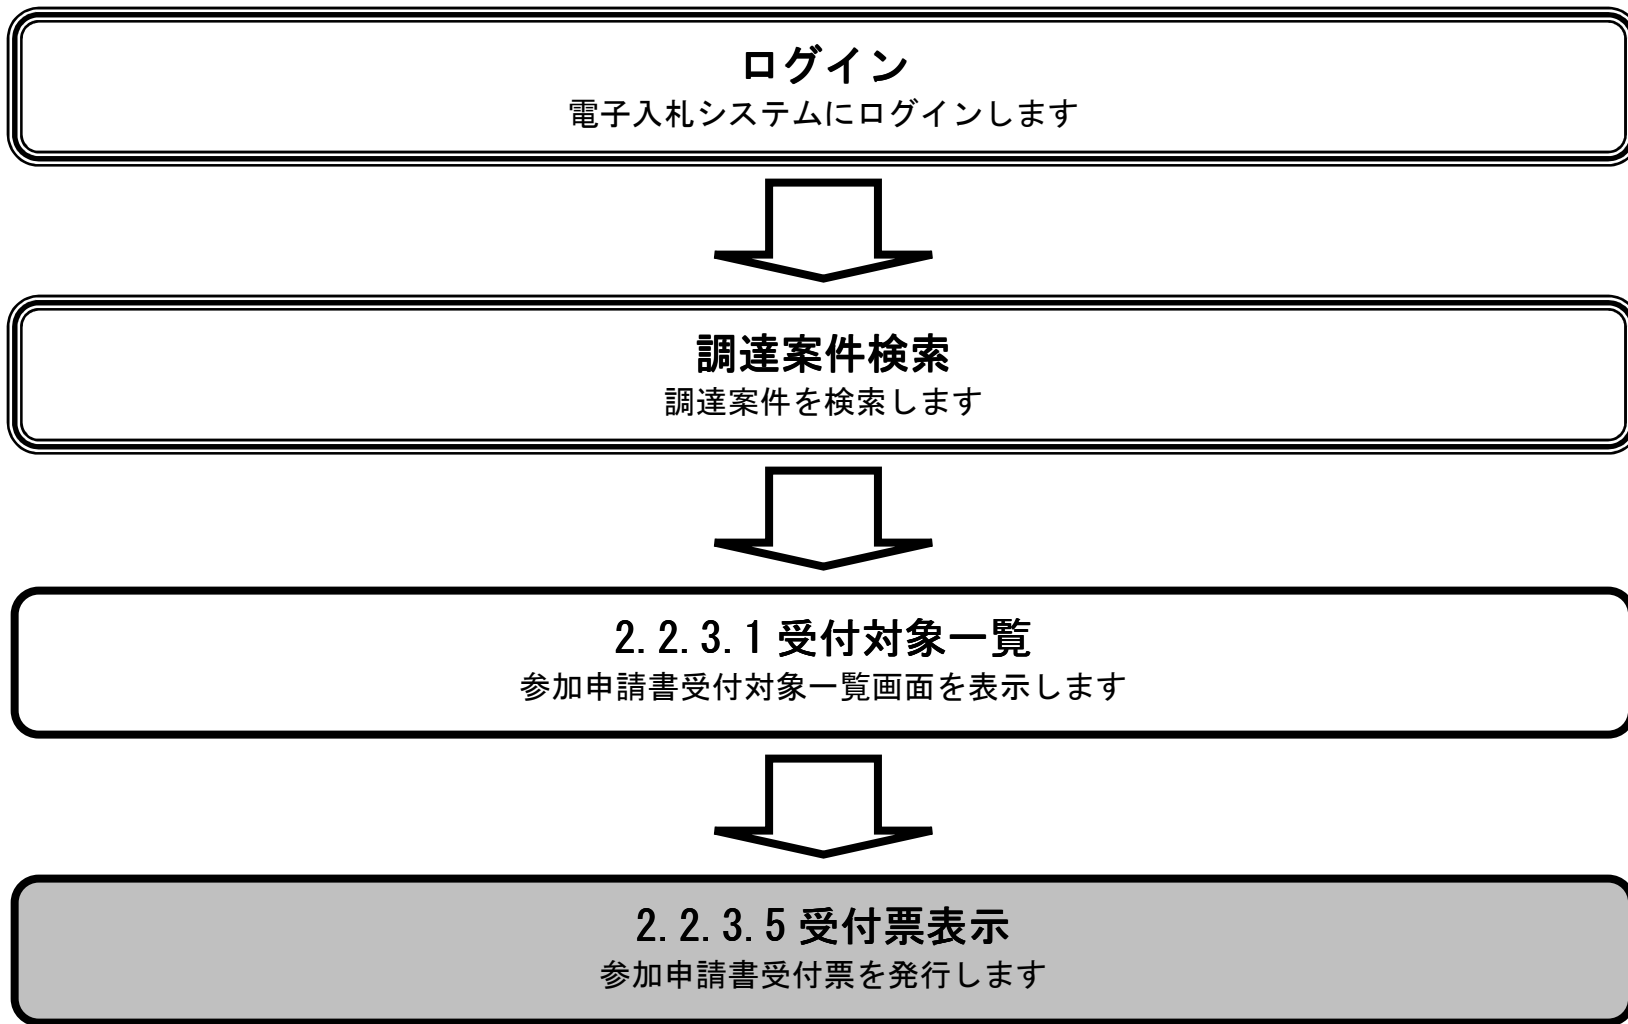 ログイン
電子入札システムにログインします
調達案件検索
調達案件を検索します
2.2.3.1 受付対象一覧
参加申請書受付対象一覧画面を表示します
2.2.3.5 受付票表示
参加申請書受付票を発行します